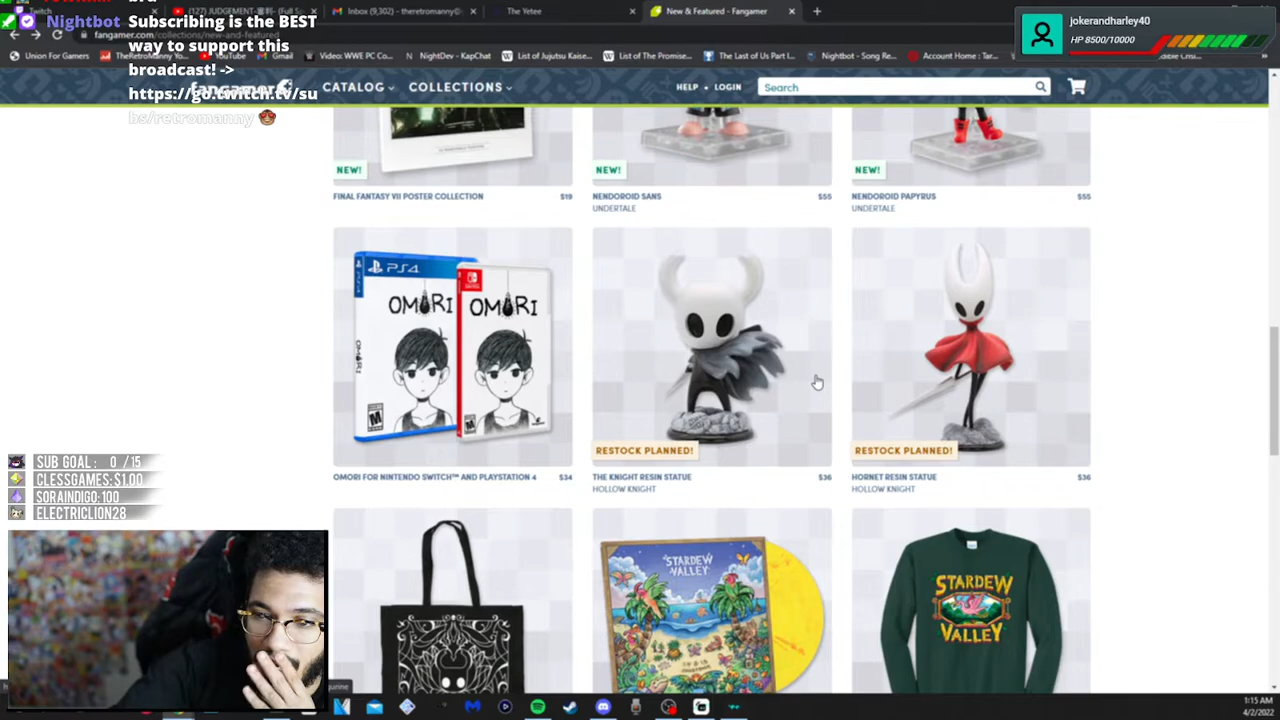 Nightbot Subscribing is the BEST
way to support this
broadcast! ->
https://go.twitch.tv/su
bs/retromanny
Twitch
(127) JUDGEMENT
Inbox (9,302) - theretromanny@
The Yetee
New & Featured - Fangamer
fangamer.com/collections/new-and-featured
jokerandharley40
HP 8500/10000
Union For Gamers
YouTube
Gmail
Video: WWE PC Co...
NightDev - KapChat
List of Jujutsu Kaise...
List of The Promise...
The Last of Us Part I...
Nightbot - Song Re...
Account Home : Tar...
fangamer
CATALOG
COLLECTIONS
HELP • LOGIN
Search
NEW!
NEW!
NEW!
FINAL FANTASY VII POSTER COLLECTION $19
NENDOROID SANS $55
UNDERTALE
NENDOROID PAPYRUS $55
UNDERTALE
PS4
OMORI
OMORI
OMORI
M
M
RESTOCK PLANNED!
RESTOCK PLANNED!
OMORI FOR NINTENDO SWITCH™ AND PLAYSTATION 4 $34
THE KNIGHT RESIN STATUE $36
HOLLOW KNIGHT
HORNET RESIN STATUE $36
HOLLOW KNIGHT
STARDEW
VALLEY
STARDEW
VALLEY
SUB GOAL: 0 / 15
CLESSGAMES:$1.00
SORAINDIGO:100
ELECTRICLION28
1:15 AM
4/2/2022